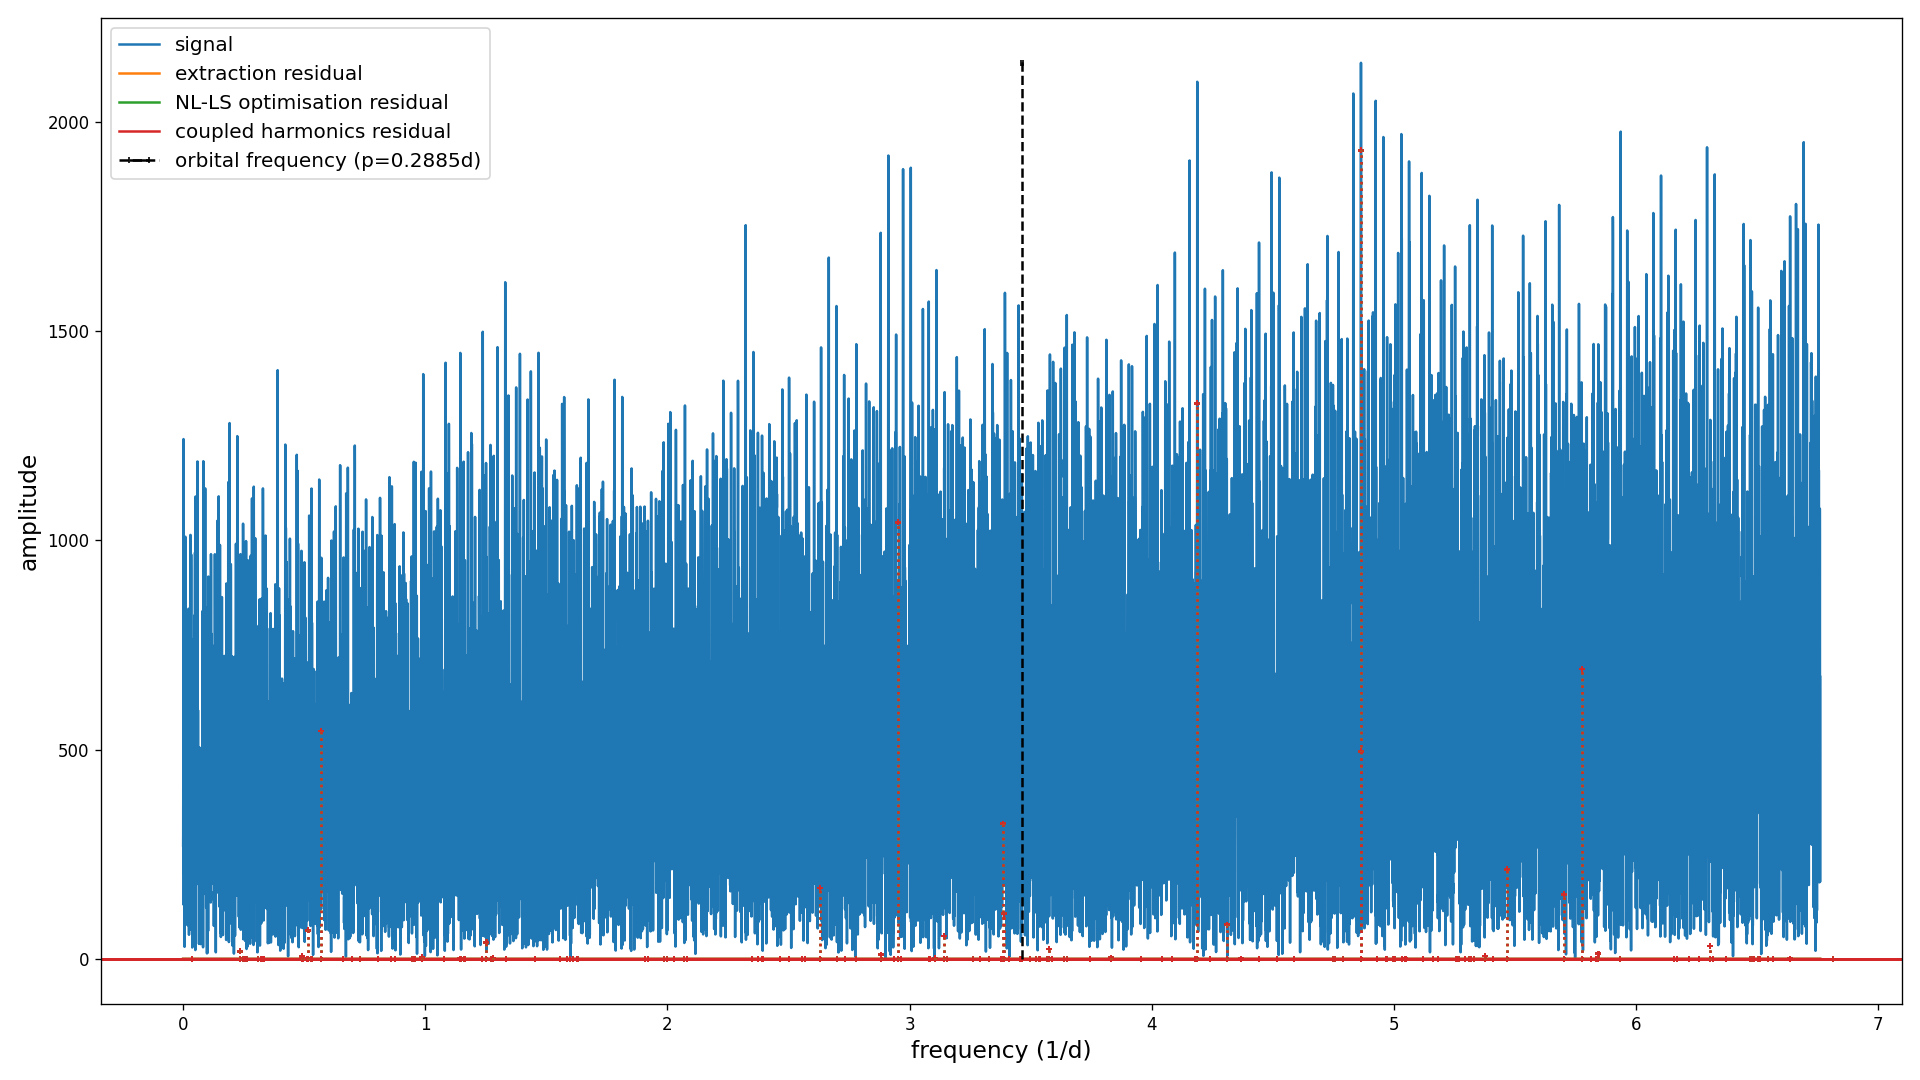 signal
extraction residual
NL-LS optimisation residual
coupled harmonics residual
orbital frequency (p=0.2885d)
2000
1500
1000
500
0
amplitude
0 1 2 3 4 5 6 7
frequency (1/d)